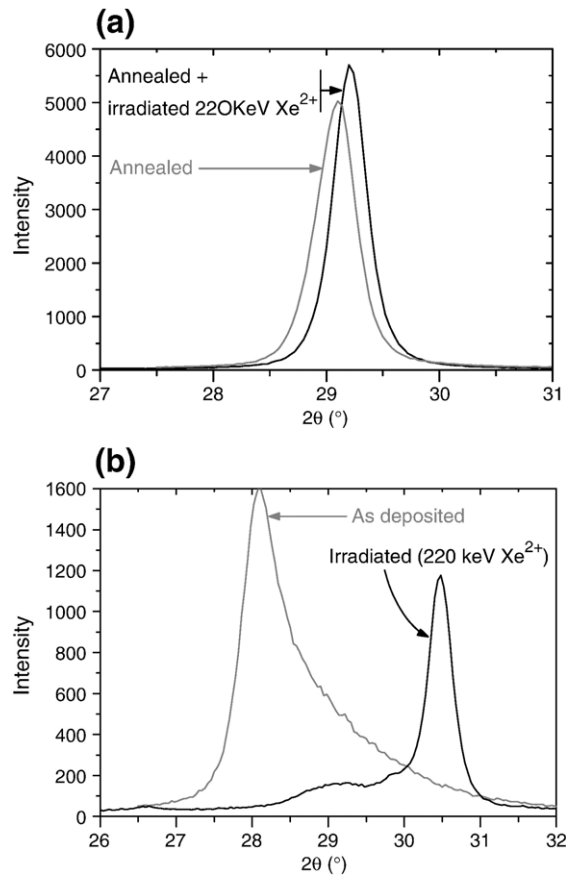 (a)
6000
5000
4000
3000
2000
1000
0
Intensity
Annealed +
irradiated 22OKeV Xe²⁺
Annealed
27
28
29
30
31
2θ (°)
(b)
1600
1400
1200
1000
800
600
400
200
0
Intensity
As deposited
Irradiated (220 keV Xe²⁺)
26
27
28
29
30
31
32
2θ (°)